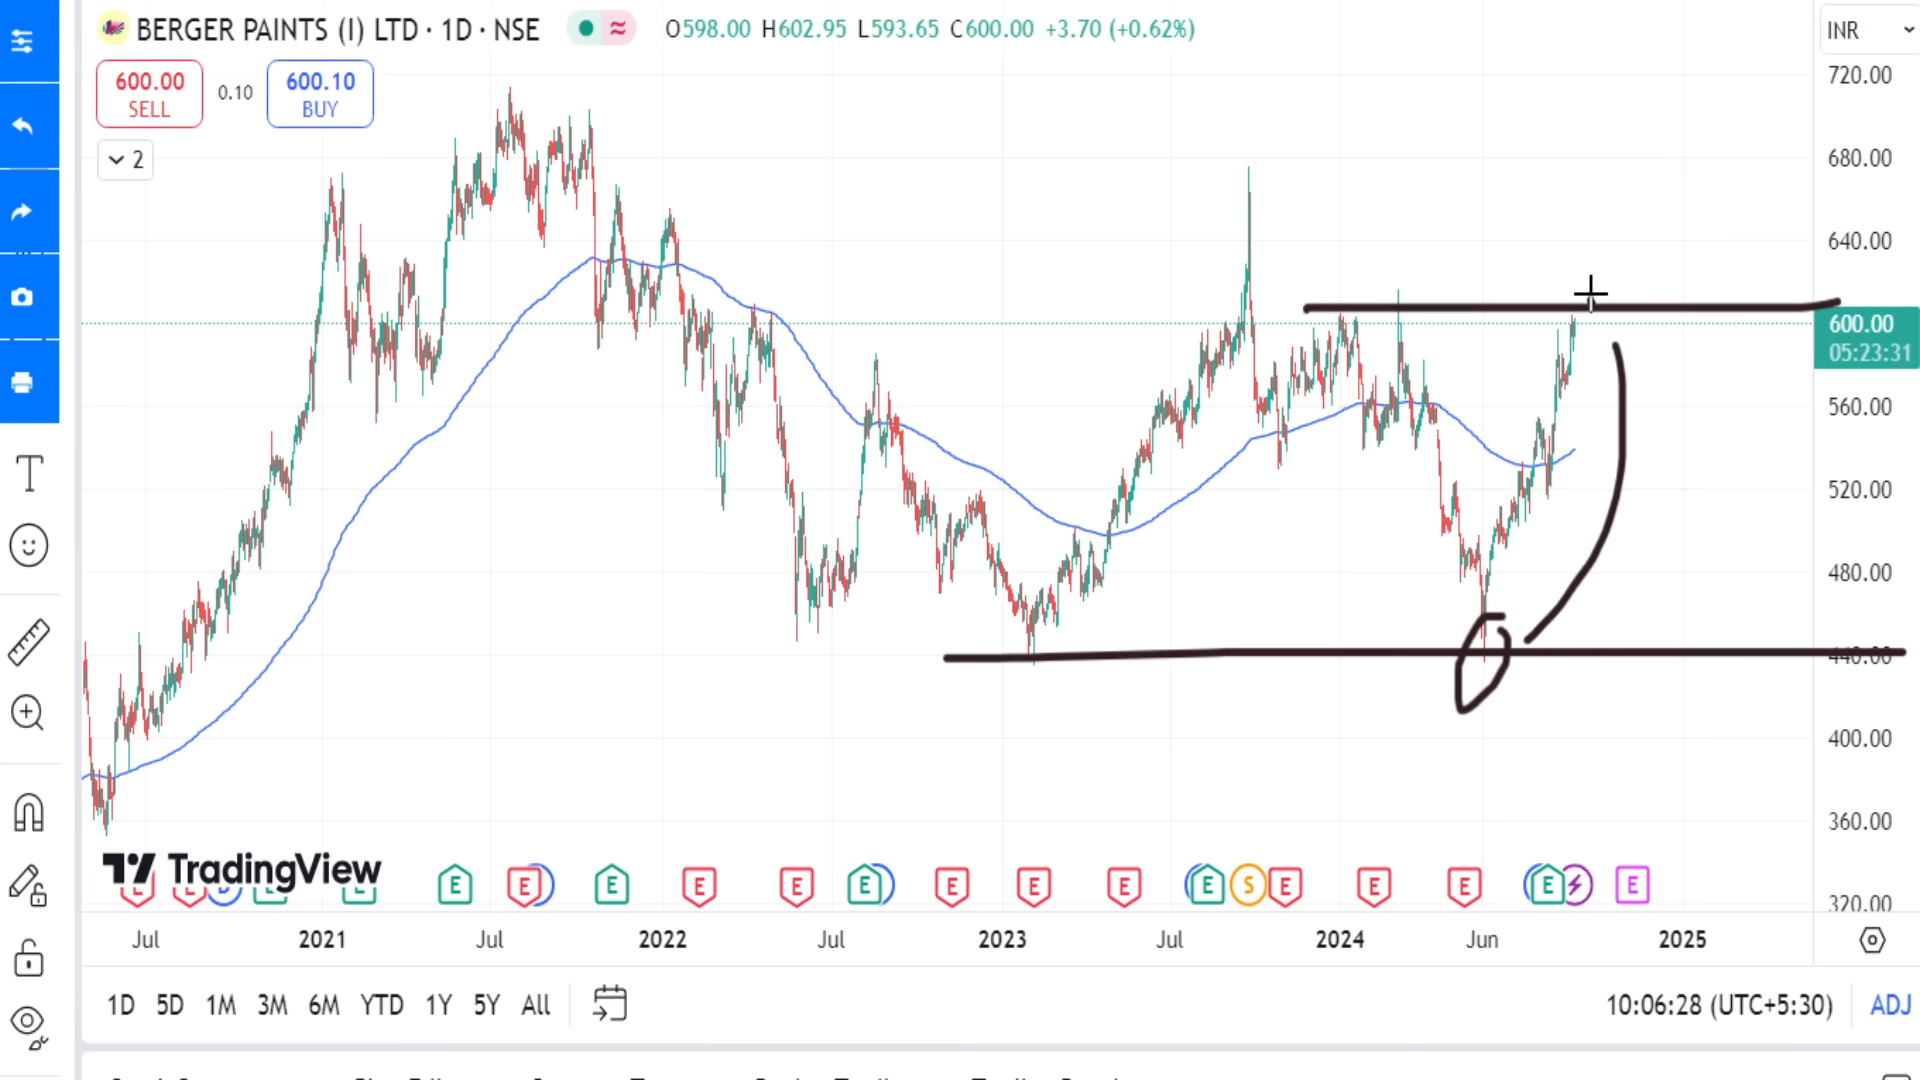 BERGER PAINTS (I) LTD · 1D · NSE
O598.00 H602.95 L593.65 C600.00 +3.70 (+0.62%)
INR
600.00
SELL
0.10
600.10
BUY
2
720.00
680.00
640.00
600.00
05:23:31
560.00
520.00
480.00
440.00
400.00
360.00
320.00
TradingView
E E E E E E E E E E S E E E E E
Jul 2021 Jul 2022 Jul 2023 Jul 2024 Jun 2025
1D 5D 1M 3M 6M YTD 1Y 5Y All
10:06:28 (UTC+5:30) ADJ